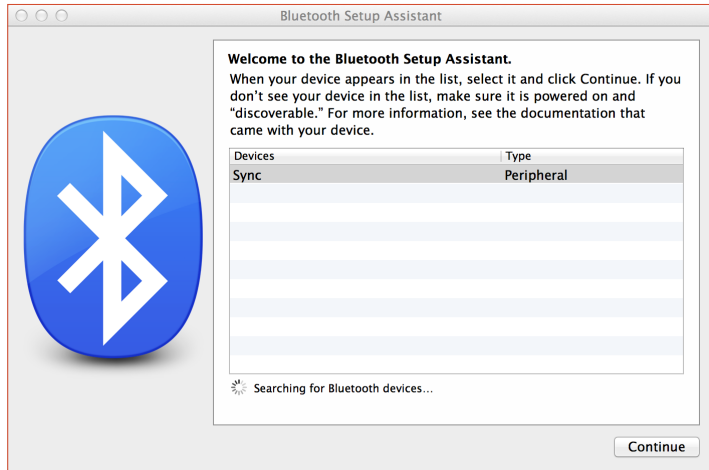 Bluetooth Setup Assistant
Welcome to the Bluetooth Setup Assistant.
When your device appears in the list, select it and click Continue. If you
don’t see your device in the list, make sure it is powered on and
“discoverable.” For more information, see the documentation that
came with your device.
Devices Type
Sync Peripheral
Searching for Bluetooth devices...
Continue